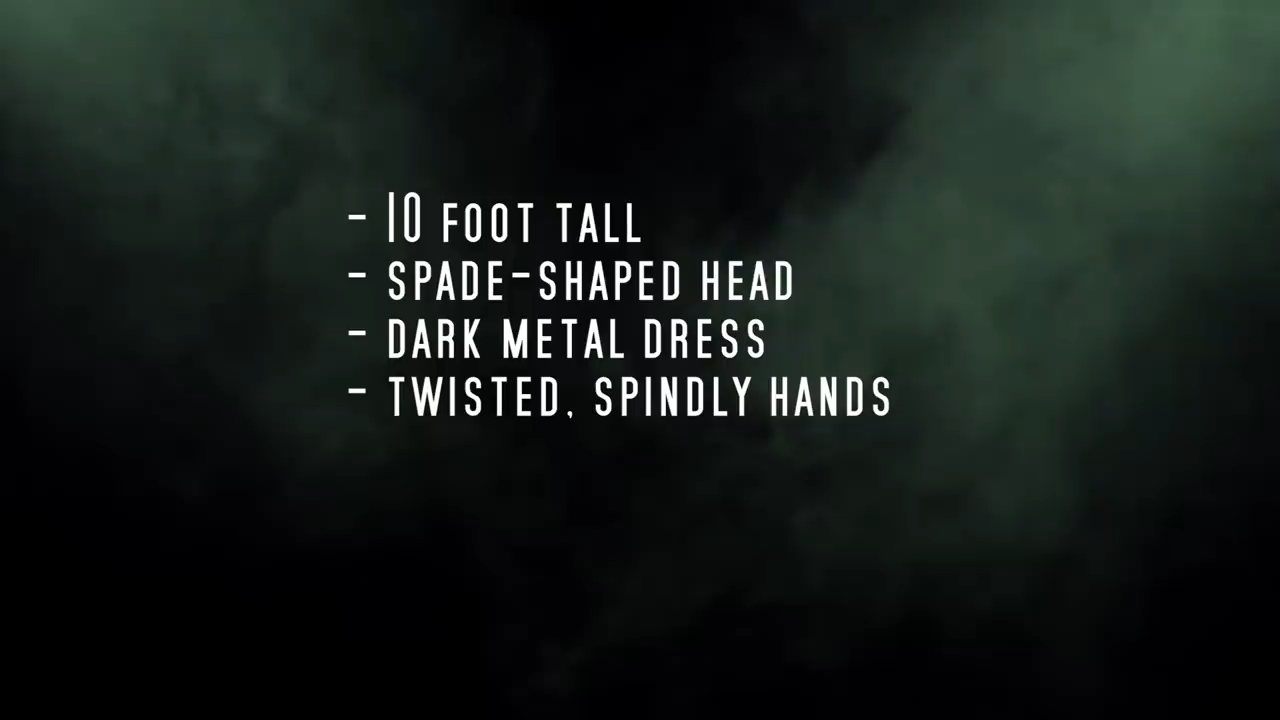 - 10 FOOT TALL
- SPADE-SHAPED HEAD
- DARK METAL DRESS
- TWISTED, SPINDLY HANDS